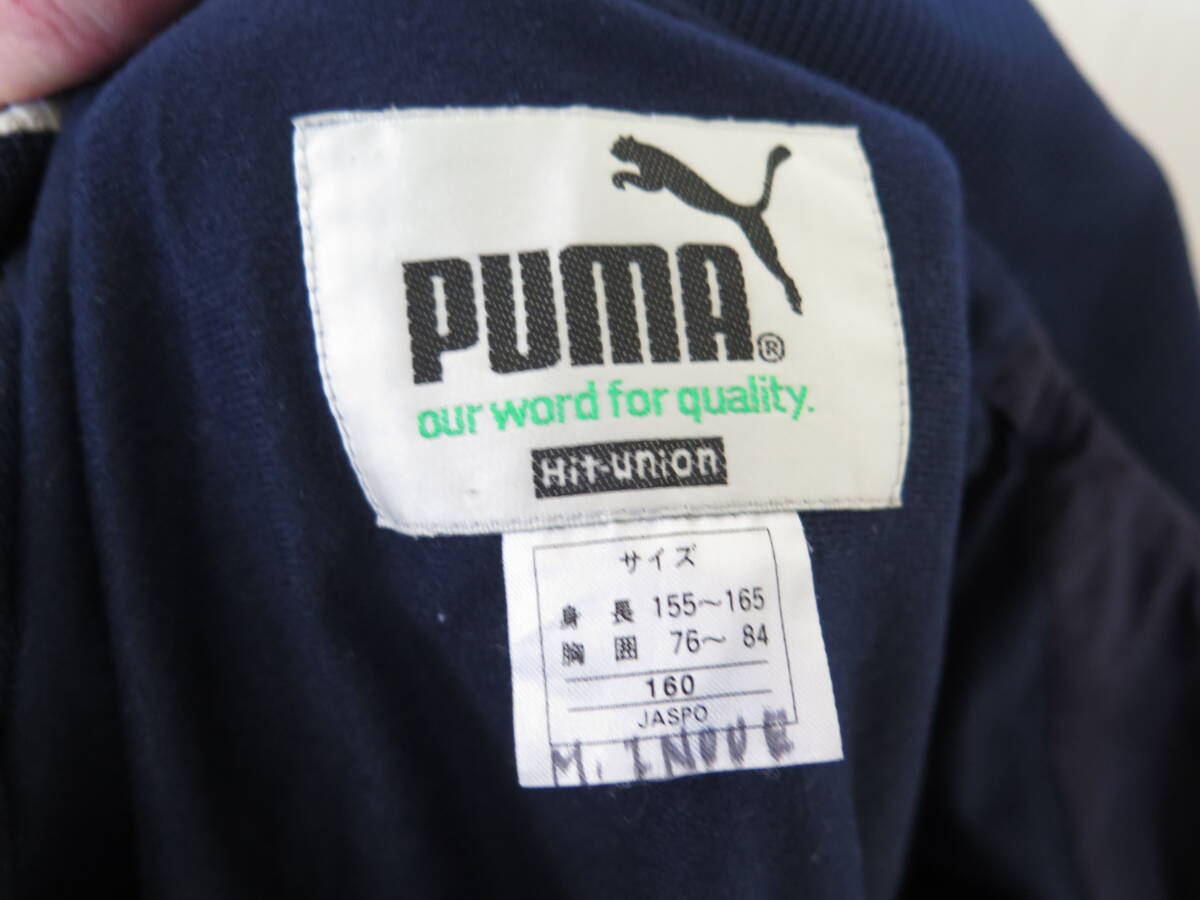 PUMA®
our word for quality.
Hit-union
サイズ
身 長 155～165
胸 囲 76～ 84
160
JASPO
M. INOUE